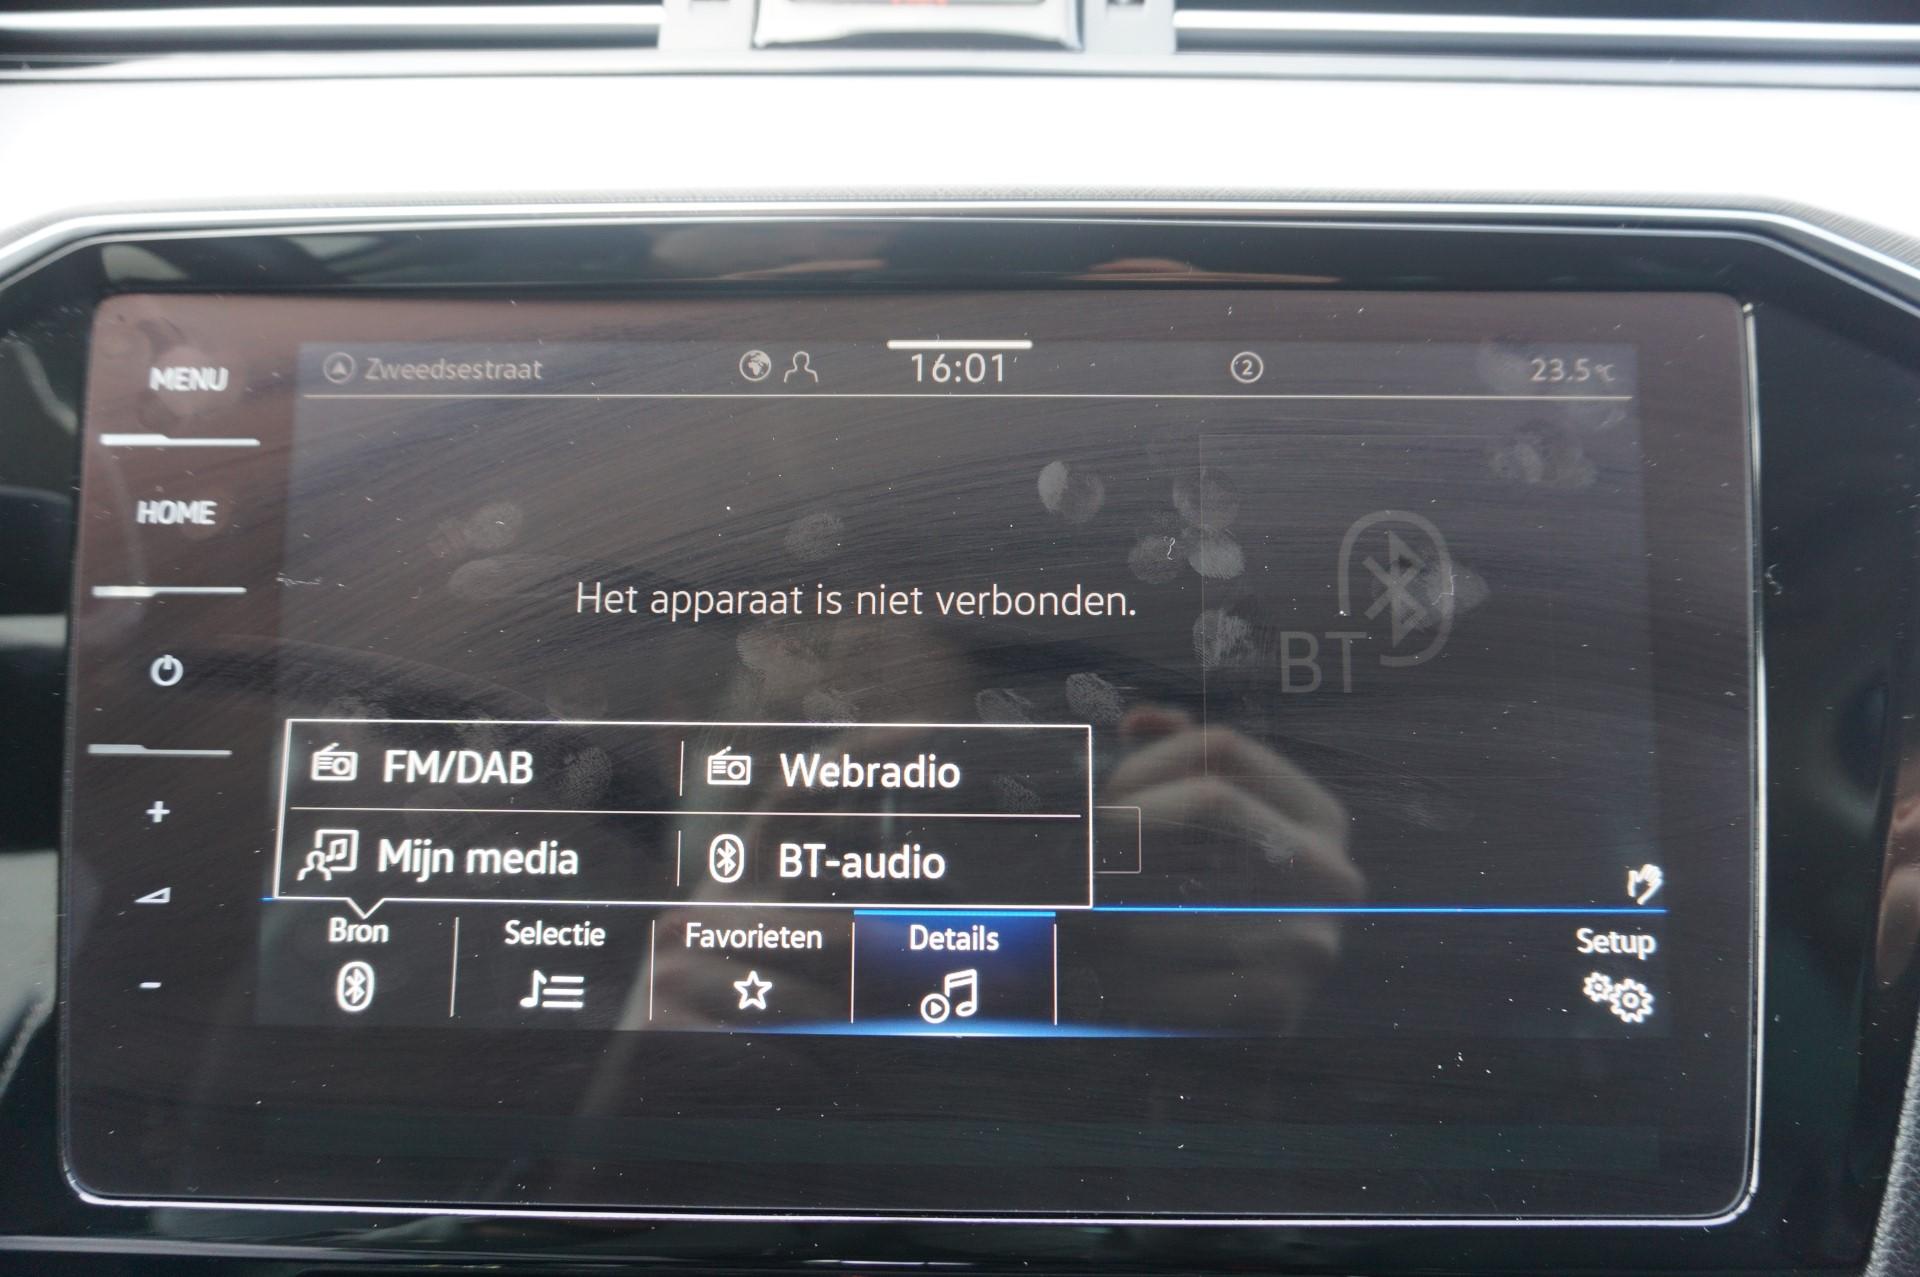 MENU
Zweedsestraat
16:01
2
23.5°C
HOME
Het apparaat is niet verbonden.
BT
FM/DAB
Webradio
Mijn media
BT-audio
+
-
Bron
Selectie
Favorieten
Details
Setup